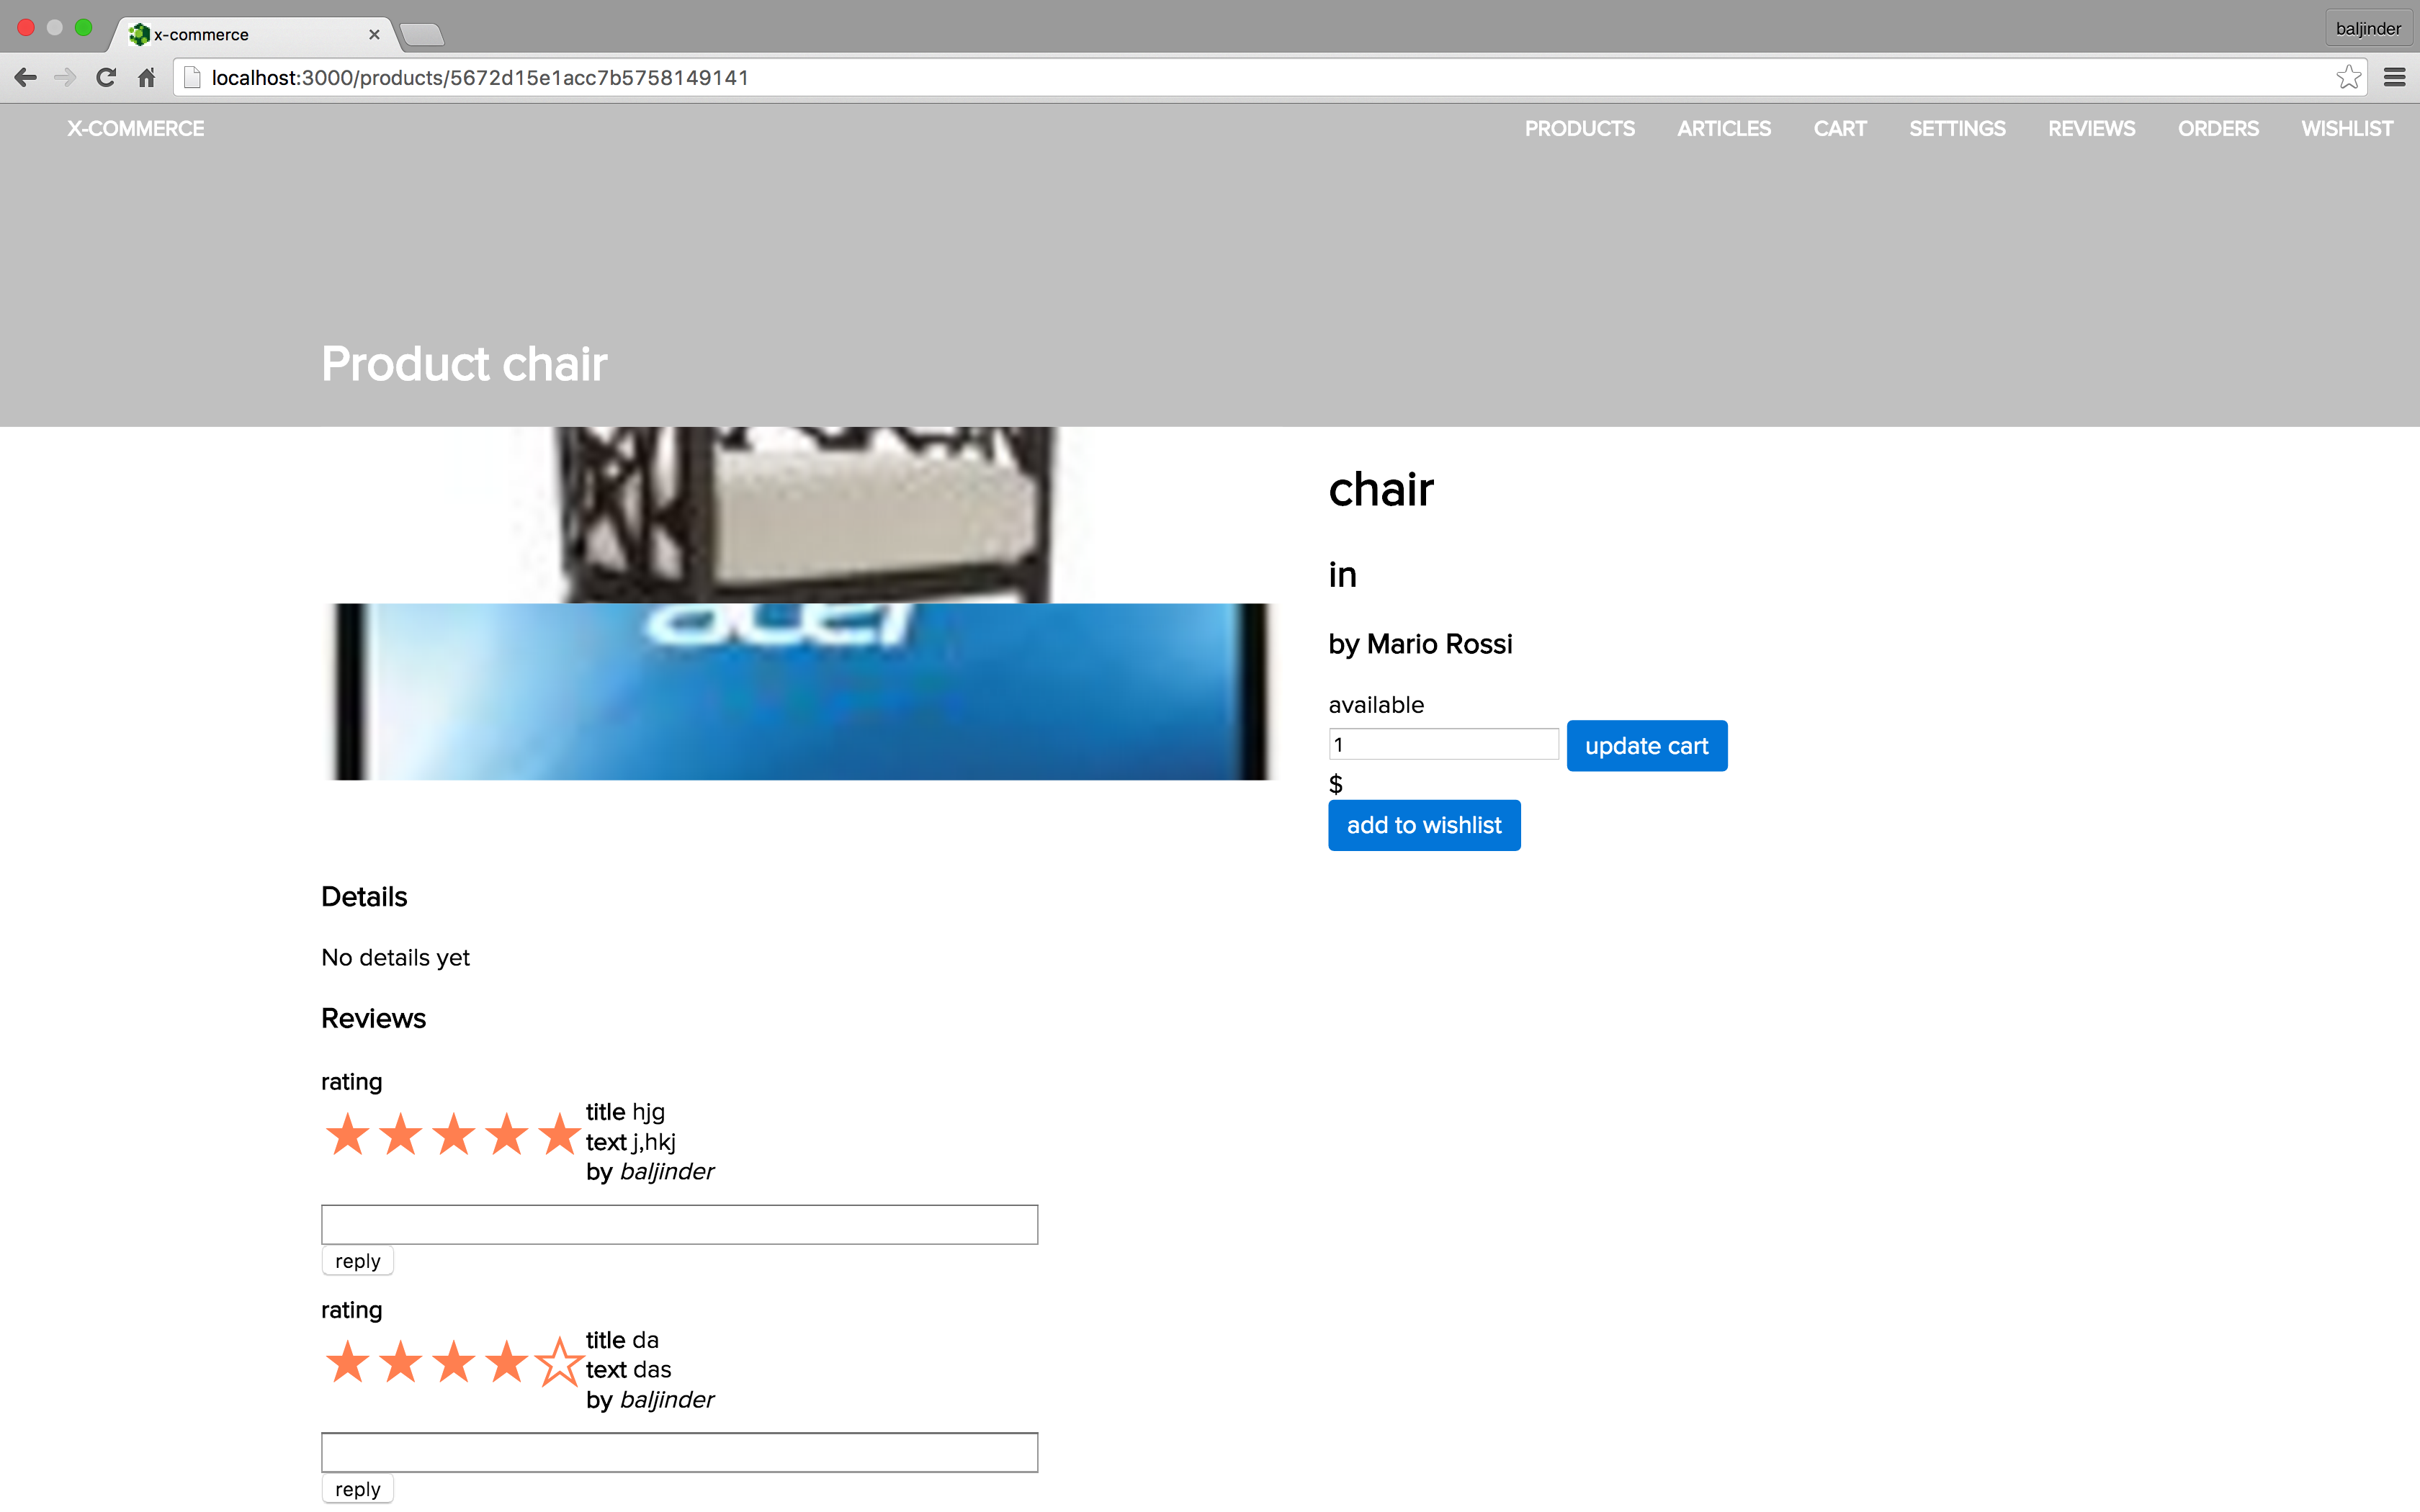 x-commerce
baljinder
localhost:3000/products/5672d15e1acc7b5758149141
X-COMMERCE PRODUCTS ARTICLES CART SETTINGS REVIEWS ORDERS WISHLIST
Product chair
chair
in
by Mario Rossi
available
1 update cart
$
add to wishlist
acer
Details
No details yet
Reviews
rating
title hjg
text j,hkj
by baljinder
reply
rating
title da
text das
by baljinder
reply